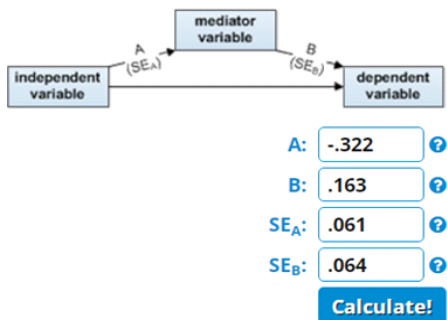 mediator
variable
A
(SEA)
B
(SEB)
independent
variable
dependent
variable
A: -.322 ?
B: .163 ?
SEA: .061 ?
SEB: .064 ?
Calculate!